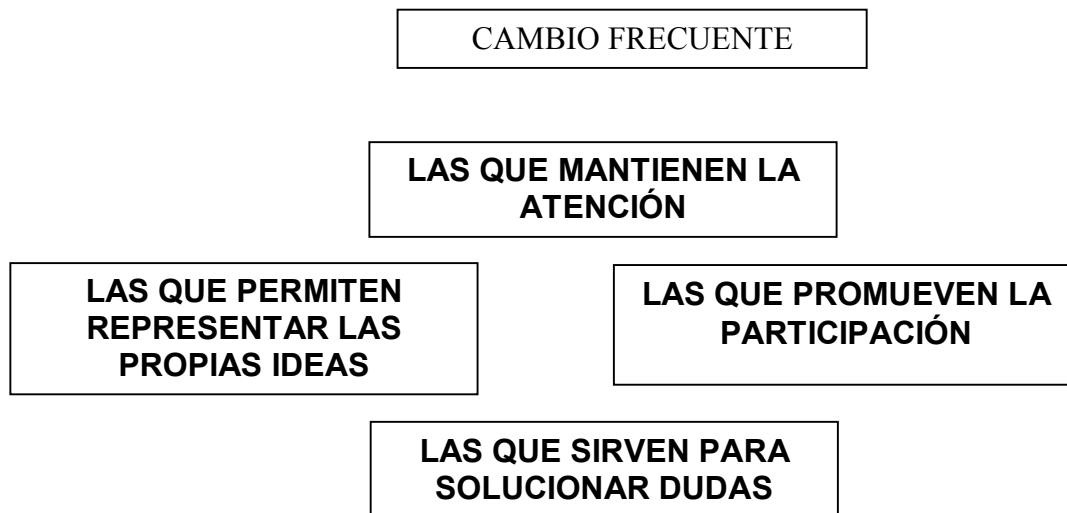 CAMBIO FRECUENTE
LAS QUE MANTIENEN LA
ATENCIÓN
LAS QUE PERMITEN
REPRESENTAR LAS
PROPIAS IDEAS
LAS QUE PROMUEVEN LA
PARTICIPACIÓN
LAS QUE SIRVEN PARA
SOLUCIONAR DUDAS